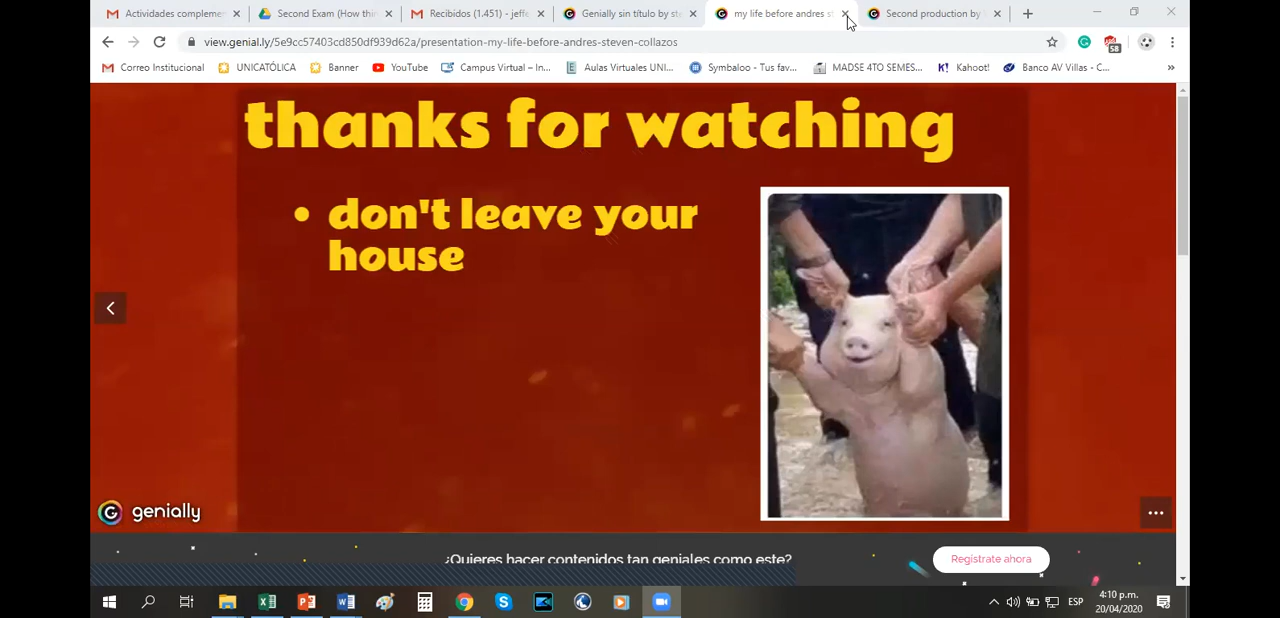 Actividades compleme
Second Exam (How thin
Recibidos (1.451) - jeffe
Genially sin título by ste
my life before andres st
Second production by
view.genial.ly/5e9cc57403cd850df939d62a/presentation-my-life-before-andres-steven-collazos
58
Correo Institucional
UNICATÓLICA
Banner
YouTube
Campus Virtual – In...
Aulas Virtuales UNI...
Symbaloo - Tus fav...
MADSE 4TO SEMES...
Kahoot!
Banco AV Villas - C...
»
thanks for watching
• don't leave your
house
genially
¿Quieres hacer contenidos tan geniales como este?
Regístrate ahora
ESP
4:10 p.m.
20/04/2020